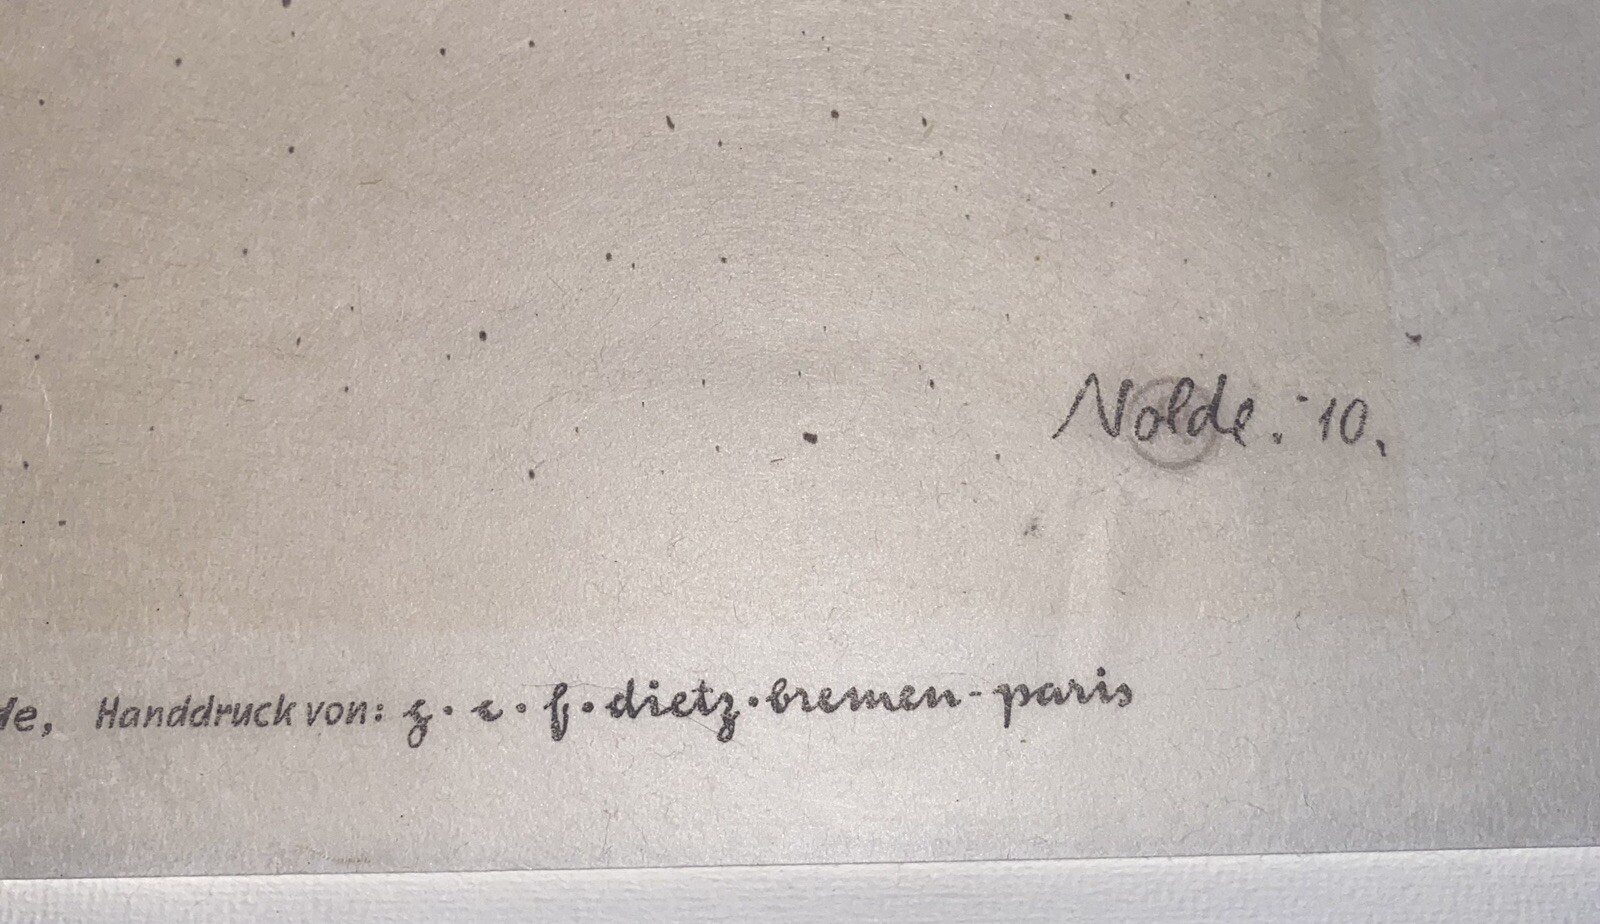 Nolde. '10.
de, Handdruck von: g · e · f · dietz · bremen - paris